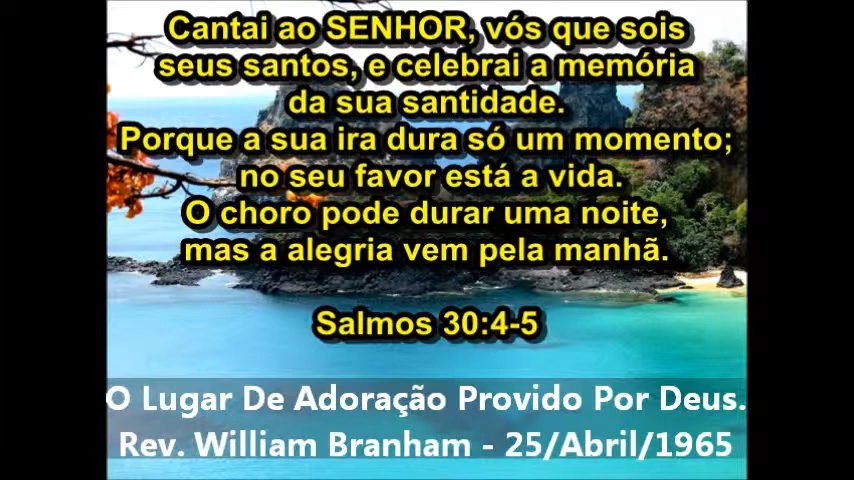 Cantai ao SENHOR, vós que sois
seus santos, e celebrai a memória
da sua santidade.
Porque a sua ira dura só um momento;
no seu favor está a vida.
O choro pode durar uma noite,
mas a alegria vem pela manhã.
Salmos 30:4-5
O Lugar De Adoração Provido Por Deus.
Rev. William Branham - 25/Abril/1965